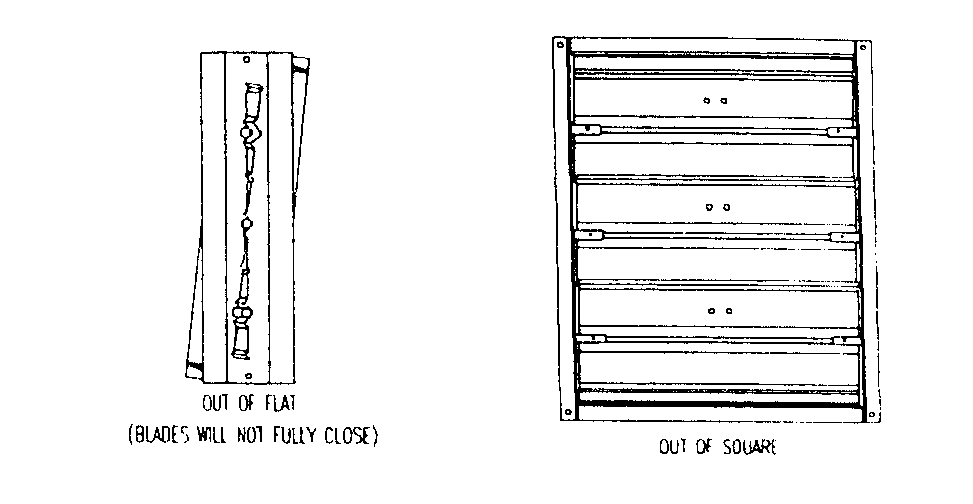 OUT OF FLAT
(BLADES WILL NOT FULLY CLOSE)
OUT OF SQUARE